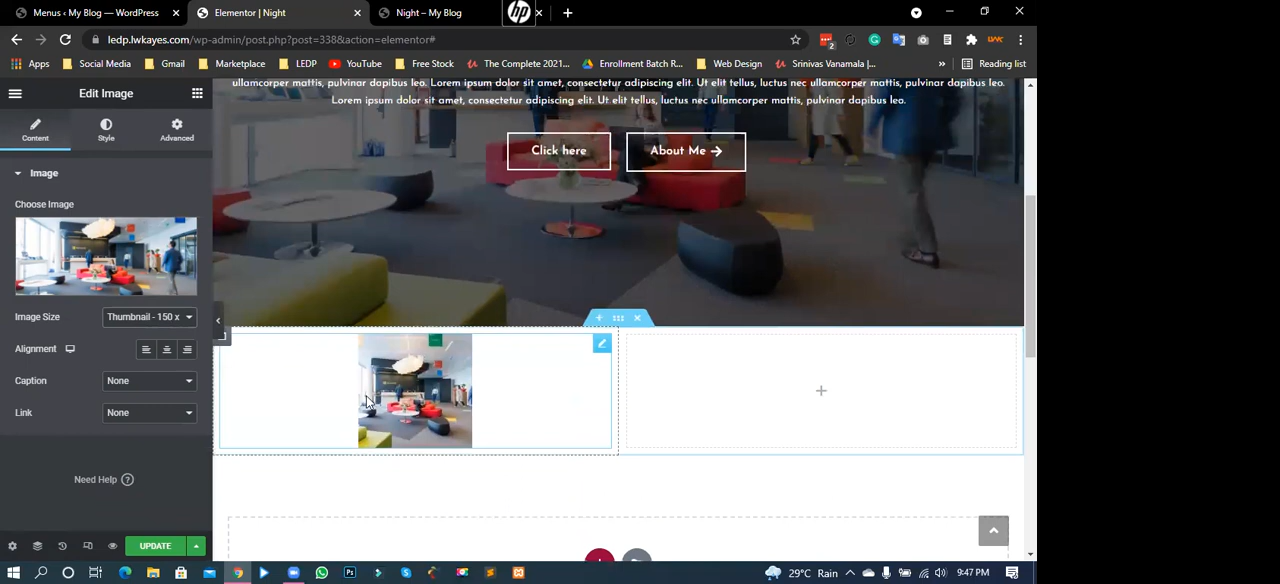 Menus ‹ My Blog — WordPress
Elementor | Night
Night – My Blog
hp
ledp.lwkayes.com/wp-admin/post.php?post=338&action=elementor#
2
Apps
Social Media
Gmail
Marketplace
LEDP
YouTube
Free Stock
The Complete 2021...
Enrollment Batch R...
Web Design
Srinivas Vanamala |...
»
Reading list
Edit Image
ullamcorper mattis, pulvinar dapibus leo. Lorem ipsum dolor sit amet, consectetur adipiscing elit. Ut elit tellus, luctus nec ullamcorper mattis, pulvinar dapibus leo.
Lorem ipsum dolor sit amet, consectetur adipiscing elit. Ut elit tellus, luctus nec ullamcorper mattis, pulvinar dapibus leo.
Content
Style
Advanced
Click here
About Me →
Image
Choose Image
Image Size
Thumbnail - 150 x
Alignment
Caption
None
Link
None
Need Help
UPDATE
29°C Rain
9:47 PM